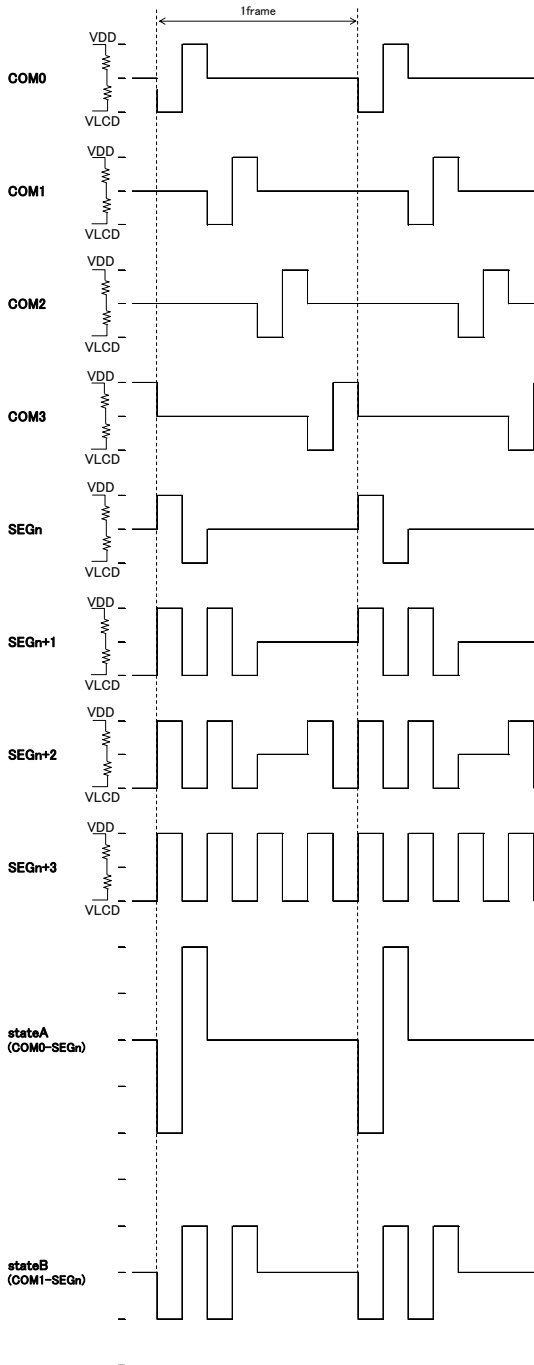 1frame
VDD
COM0
VLCD
VDD
COM1
VLCD
VDD
COM2
VLCD
VDD
COM3
VLCD
VDD
SEGn
VLCD
VDD
SEGn+1
VLCD
VDD
SEGn+2
VLCD
VDD
SEGn+3
VLCD
stateA
(COM0-SEGn)
stateB
(COM1-SEGn)